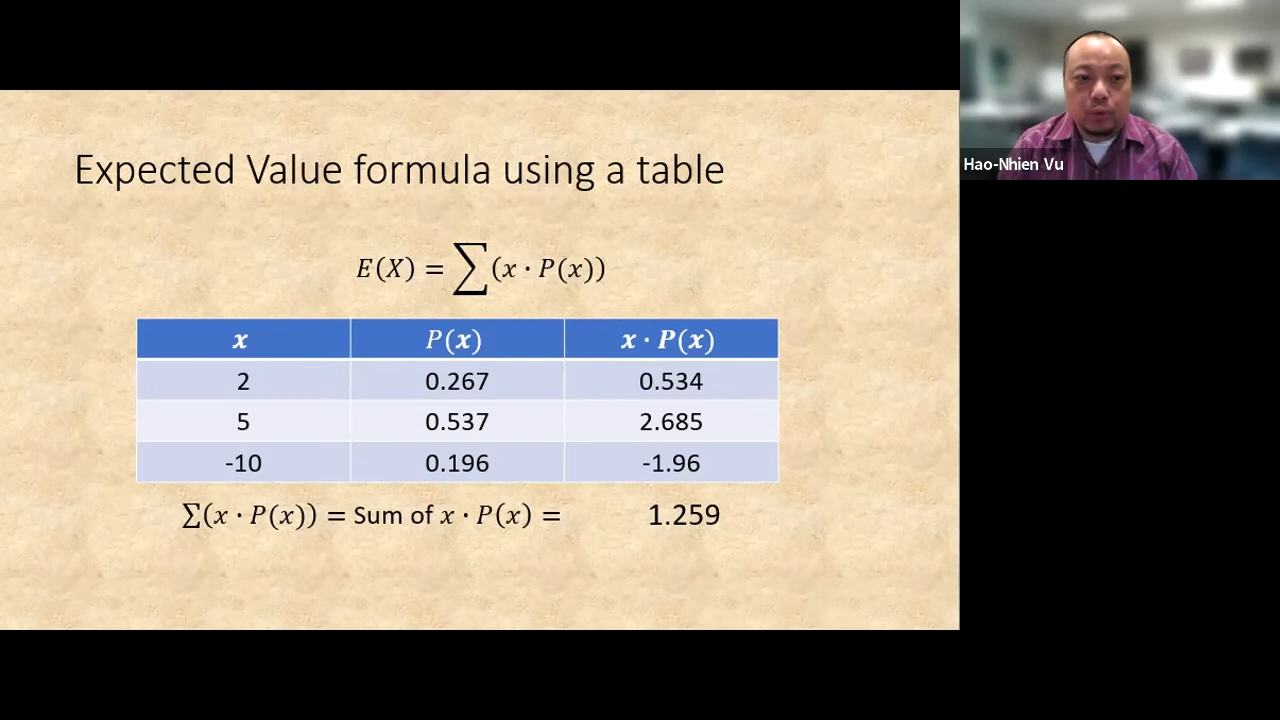 Expected Value formula using a table
E(X) = ∑(x · P(x))
x P(x) x · P(x)
2 0.267 0.534
5 0.537 2.685
-10 0.196 -1.96
∑(x · P(x)) = Sum of x · P(x) = 1.259
Hao-Nhien Vu